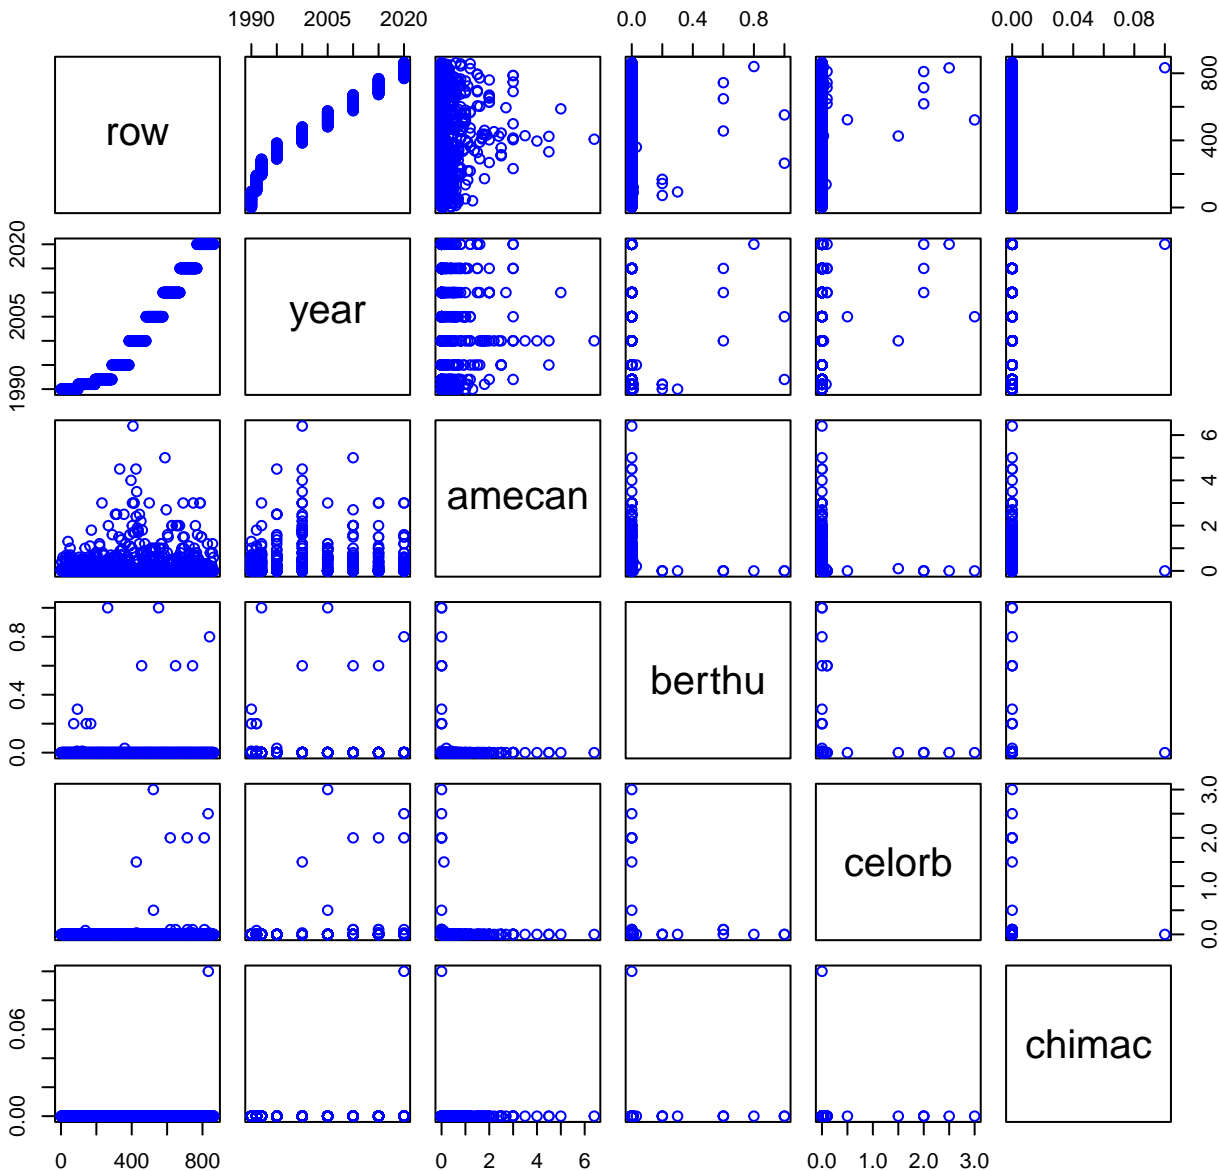 1990 2005 2020 0.0 0.4 0.8 0.00 0.04 0.08
row 0 400 800
1990 2005 2020 year
amecan 0 2 4 6
0.0 0.4 0.8 berthu
celorb 0.0 1.0 2.0 3.0
0.00 0.06 chimac
0 400 800 0 2 4 6 0.0 1.0 2.0 3.0